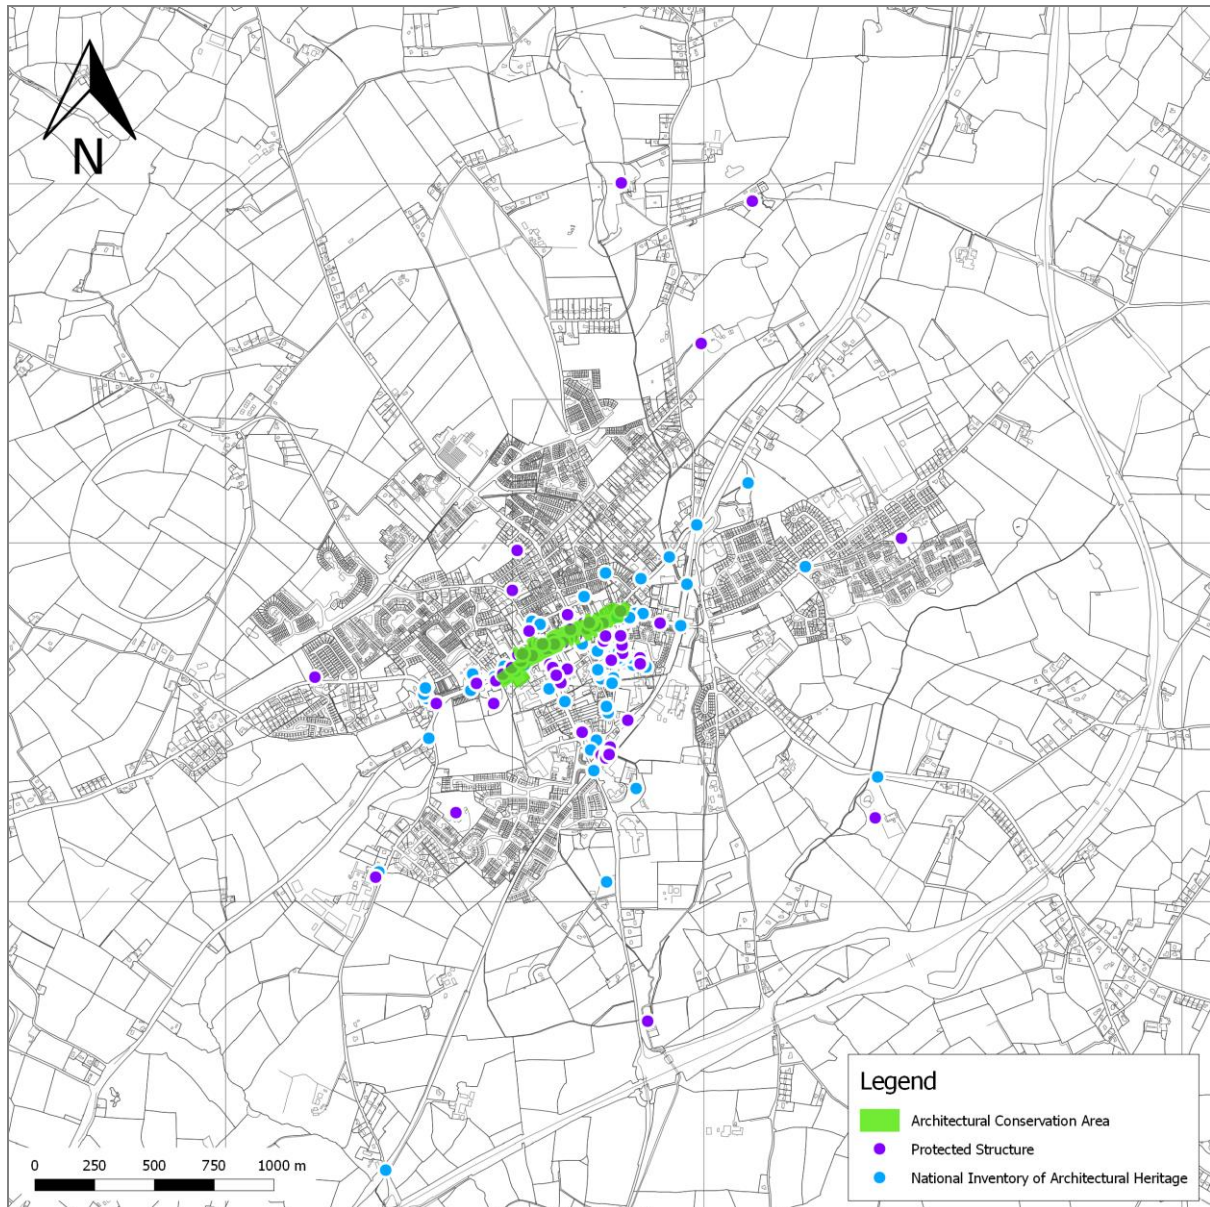 N
Legend
Architectural Conservation Area
Protected Structure
National Inventory of Architectural Heritage
0 250 500 750 1000 m